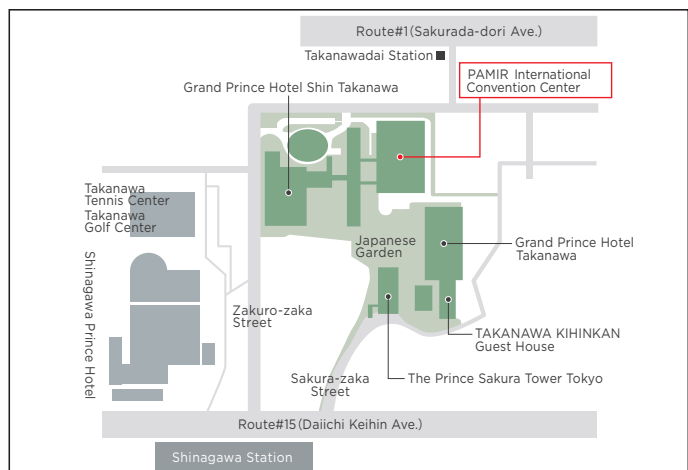 Route#1(Sakurada-dori Ave.)
Takanawadai Station
PAMIR International
Convention Center
Grand Prince Hotel Shin Takanawa
Takanawa
Tennis Center
Takanawa
Golf Center
Japanese
Garden
Grand Prince Hotel
Takanawa
Shinagawa Prince Hotel
Zakuro-zaka
Street
TAKANAWA KIHINKAN
Guest House
Sakura-zaka
Street
The Prince Sakura Tower Tokyo
Route#15(Daiichi Keihin Ave.)
Shinagawa Station